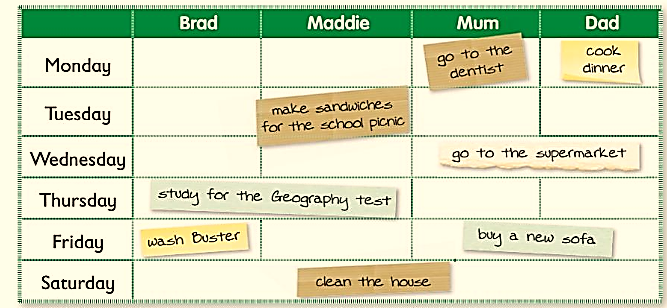 Brad Maddie Mum Dad
Monday
go to the
dentist
cook
dinner
Tuesday
make sandwiches
for the school picnic
Wednesday
go to the supermarket
Thursday
study for the Geography test
Friday
wash Buster
buy a new sofa
Saturday
clean the house